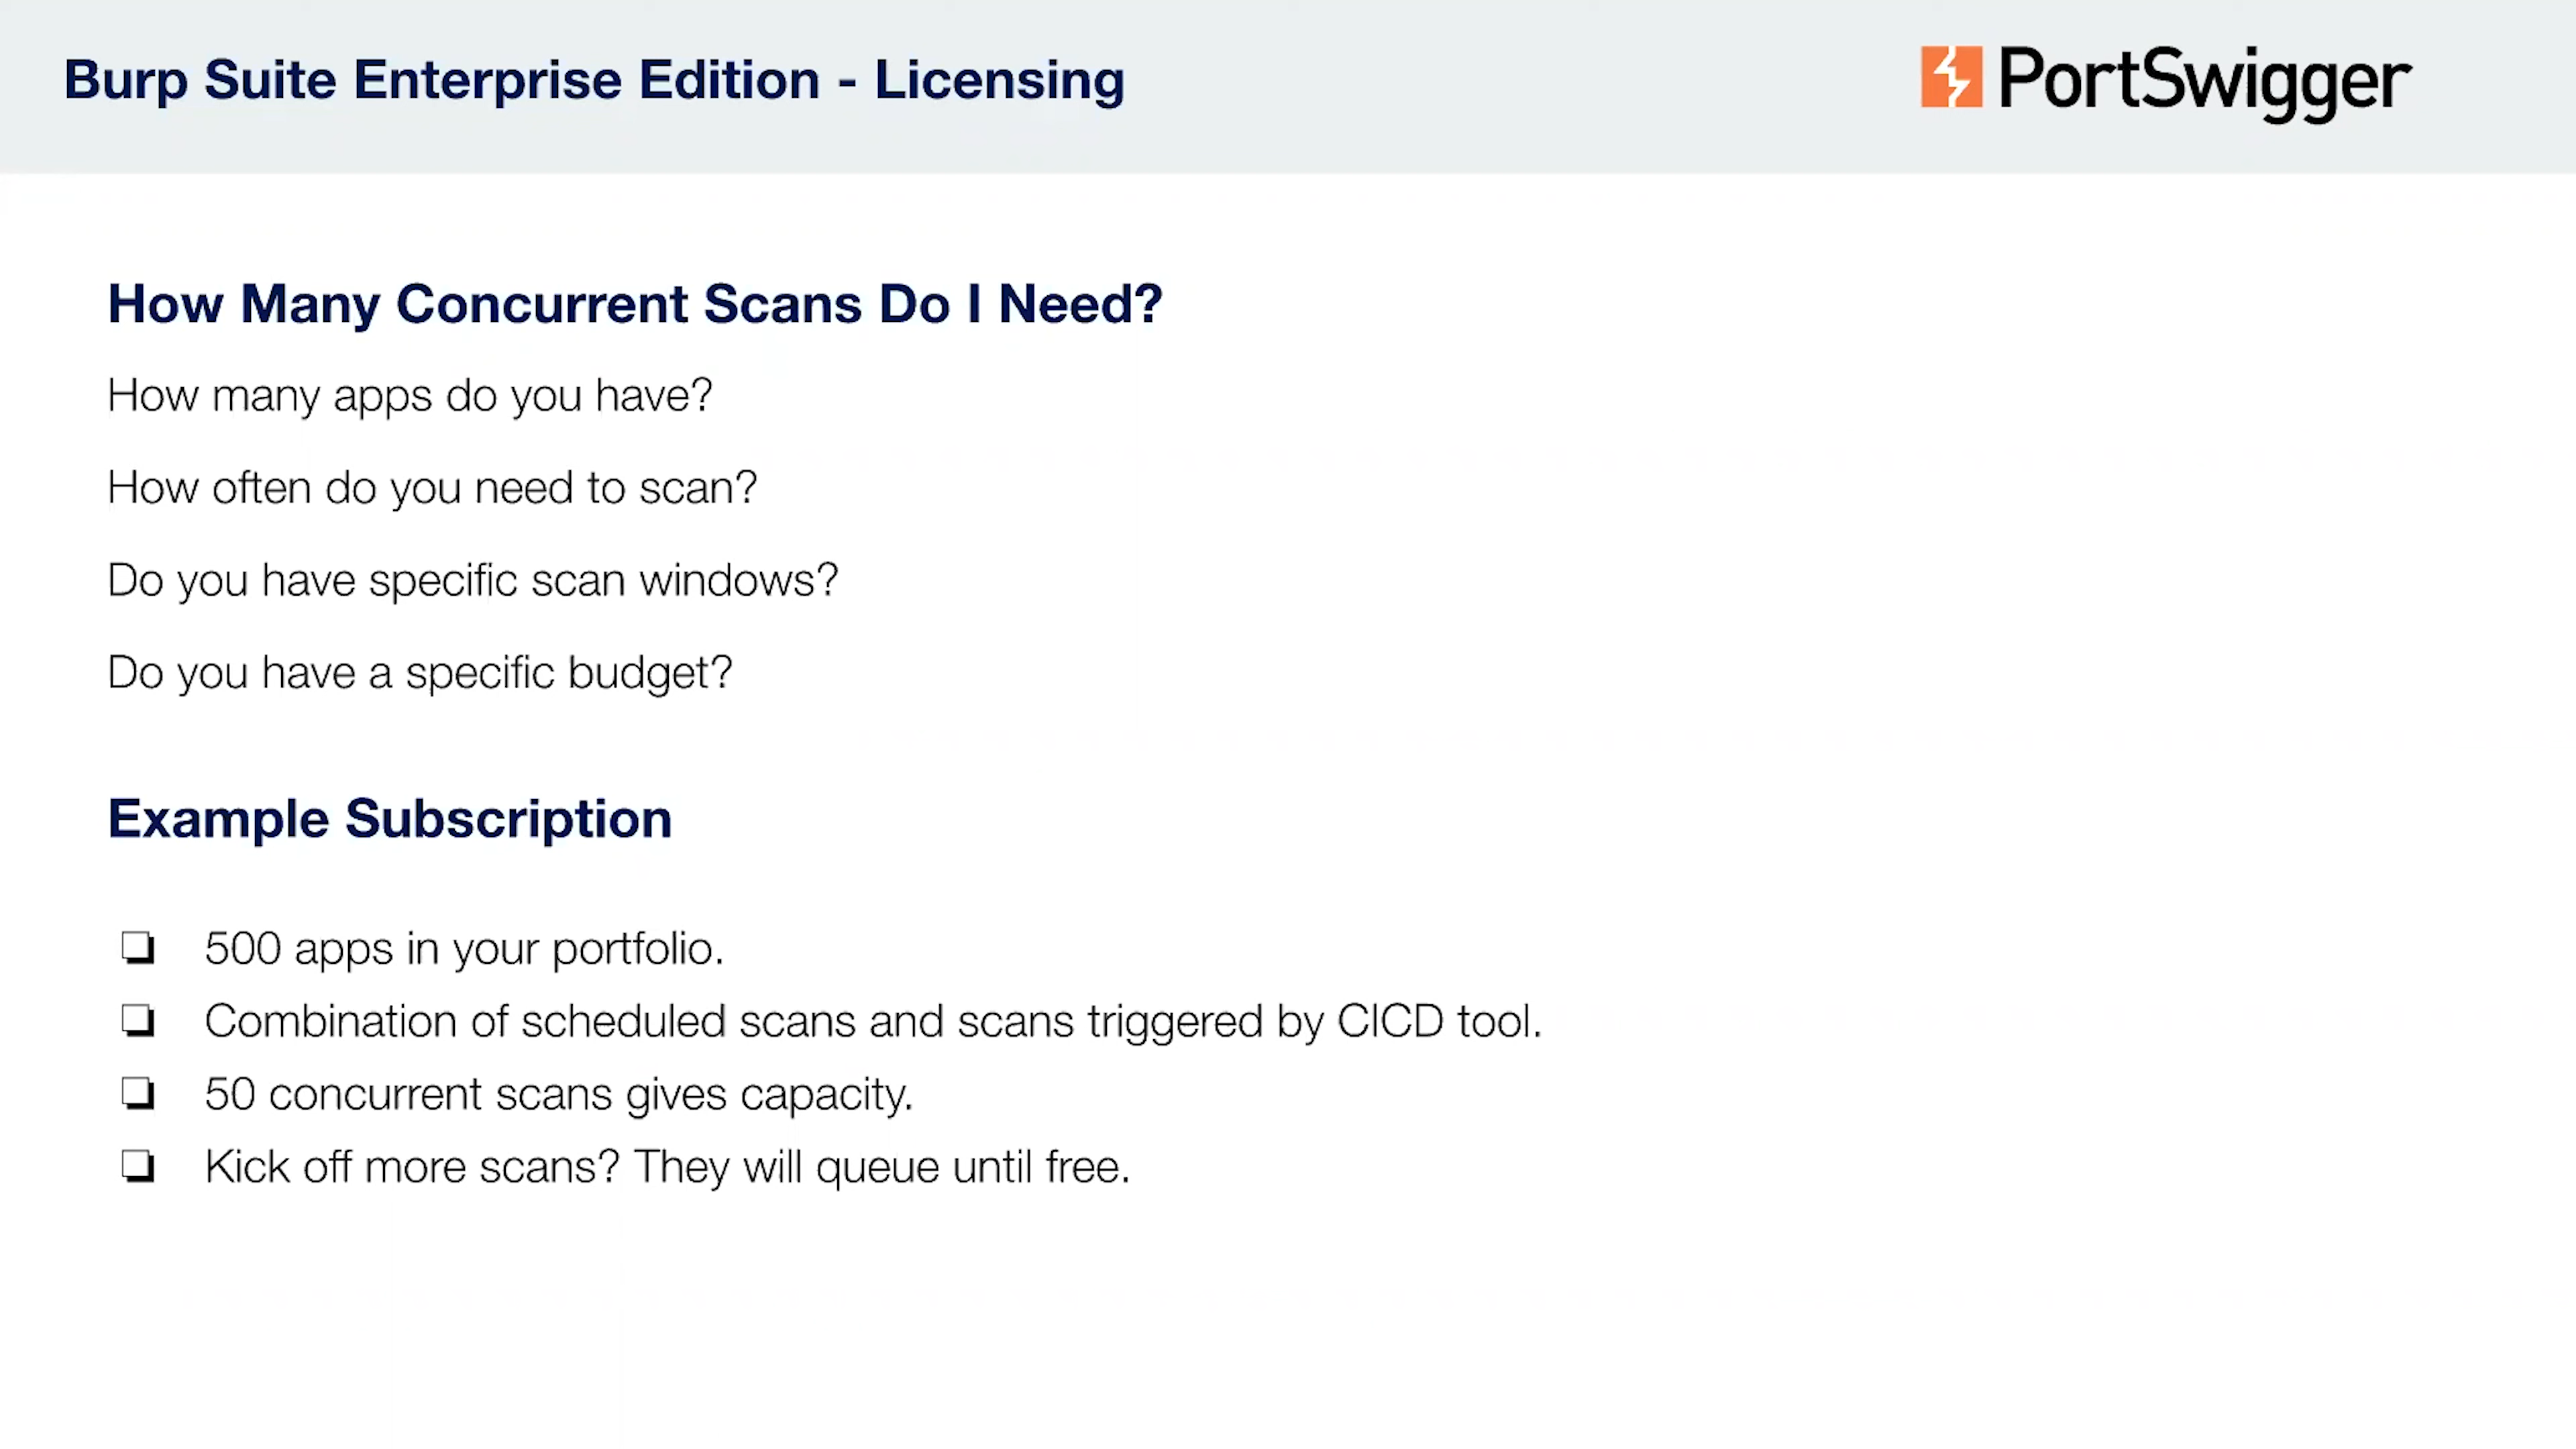 Burp Suite Enterprise Edition - Licensing
PortSwigger
How Many Concurrent Scans Do I Need?
How many apps do you have?
How often do you need to scan?
Do you have specific scan windows?
Do you have a specific budget?
Example Subscription
❏ 500 apps in your portfolio.
❏ Combination of scheduled scans and scans triggered by CICD tool.
❏ 50 concurrent scans gives capacity.
❏ Kick off more scans? They will queue until free.